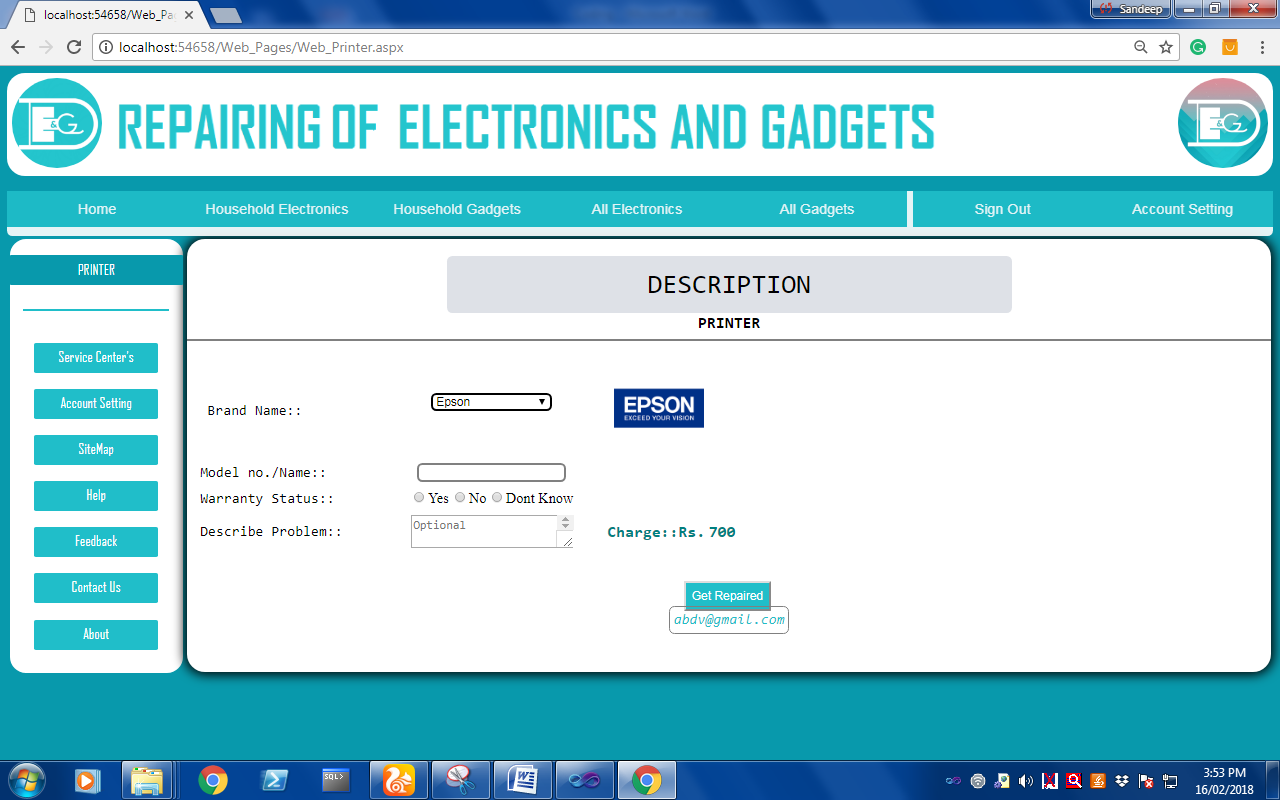 localhost:54658/Web_Pa
Sandeep
localhost:54658/Web_Pages/Web_Printer.aspx
E&G
REPAIRING OF ELECTRONICS AND GADGETS
E&G
Home Household Electronics Household Gadgets All Electronics All Gadgets Sign Out Account Setting
PRINTER
Service Center's
Account Setting
SiteMap
Help
Feedback
Contact Us
About
DESCRIPTION
PRINTER
Brand Name:: Epson
EPSON
EXCEED YOUR VISION
Model no./Name::
Warranty Status:: Yes No Dont Know
Describe Problem:: Optional Charge::Rs. 700
Get Repaired
abdv@gmail.com
SQL>
3:53 PM
16/02/2018